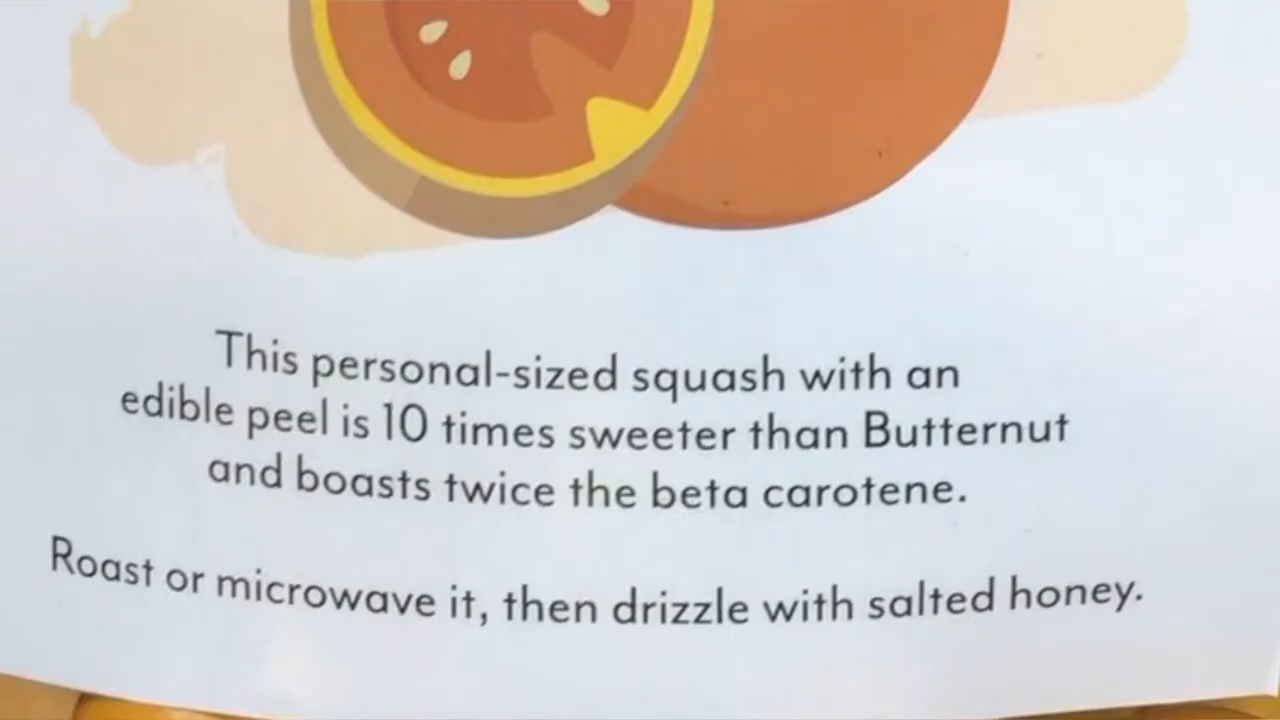 This personal-sized squash with an
edible peel is 10 times sweeter than Butternut
and boasts twice the beta carotene.
Roast or microwave it, then drizzle with salted honey.